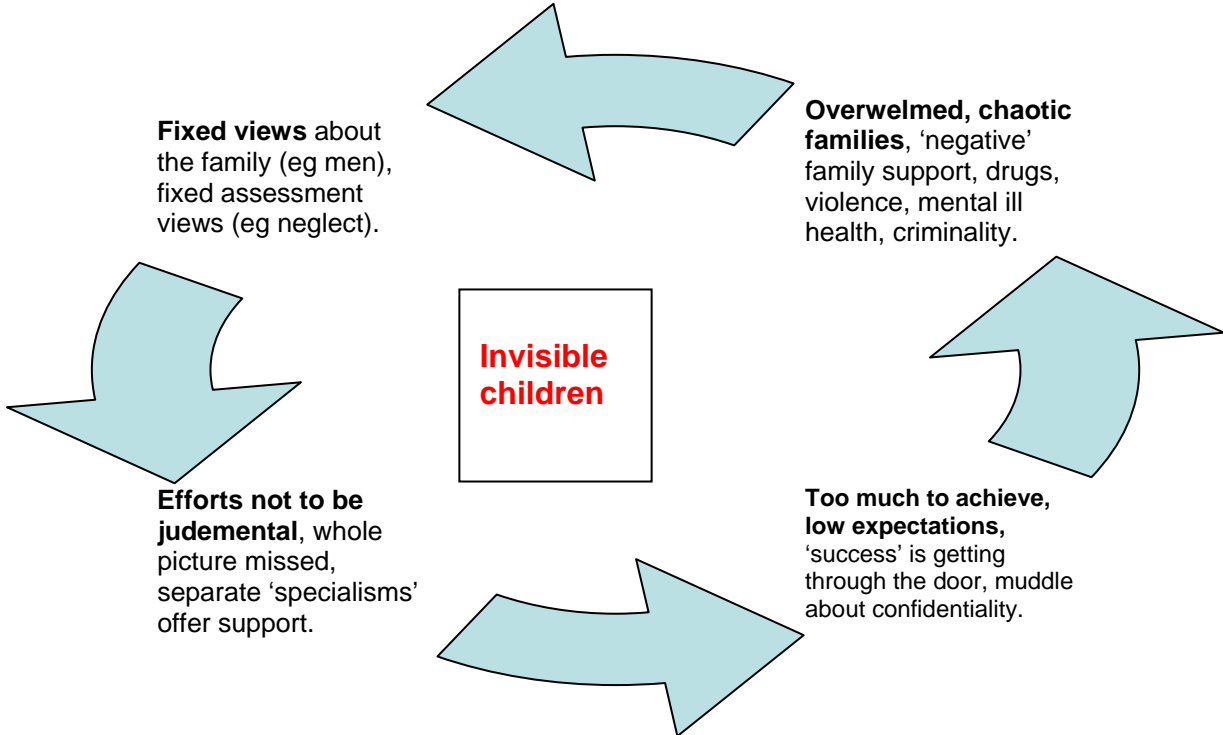 Fixed views about
the family (eg men),
fixed assessment
views (eg neglect).
Overwelmed, chaotic
families, ‘negative’
family support, drugs,
violence, mental ill
health, criminality.
Invisible
children
Efforts not to be
judemental, whole
picture missed,
separate ‘specialisms’
offer support.
Too much to achieve,
low expectations,
‘success’ is getting
through the door, muddle
about confidentiality.